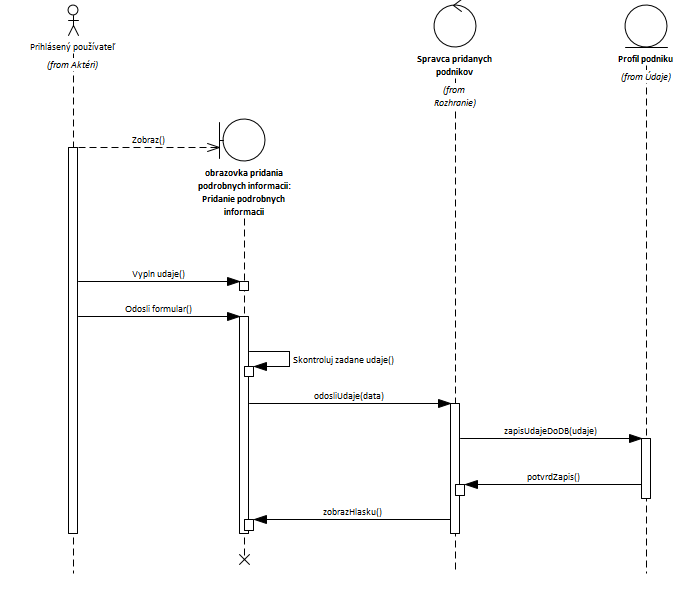 Prihlásený používateľ
(from Aktéri)
Spravca pridanych
podnikov
(from
Rozhranie)
Profil podniku
(from Údaje)
Zobraz()
obrazovka pridania
podrobnych informacii:
Pridanie podrobnych
informacii
Vypln udaje()
Odosli formular()
Skontroluj zadane udaje()
odosliUdaje(data)
zapisUdajeDoDB(udaje)
potvrdZapis()
zobrazHlasku()